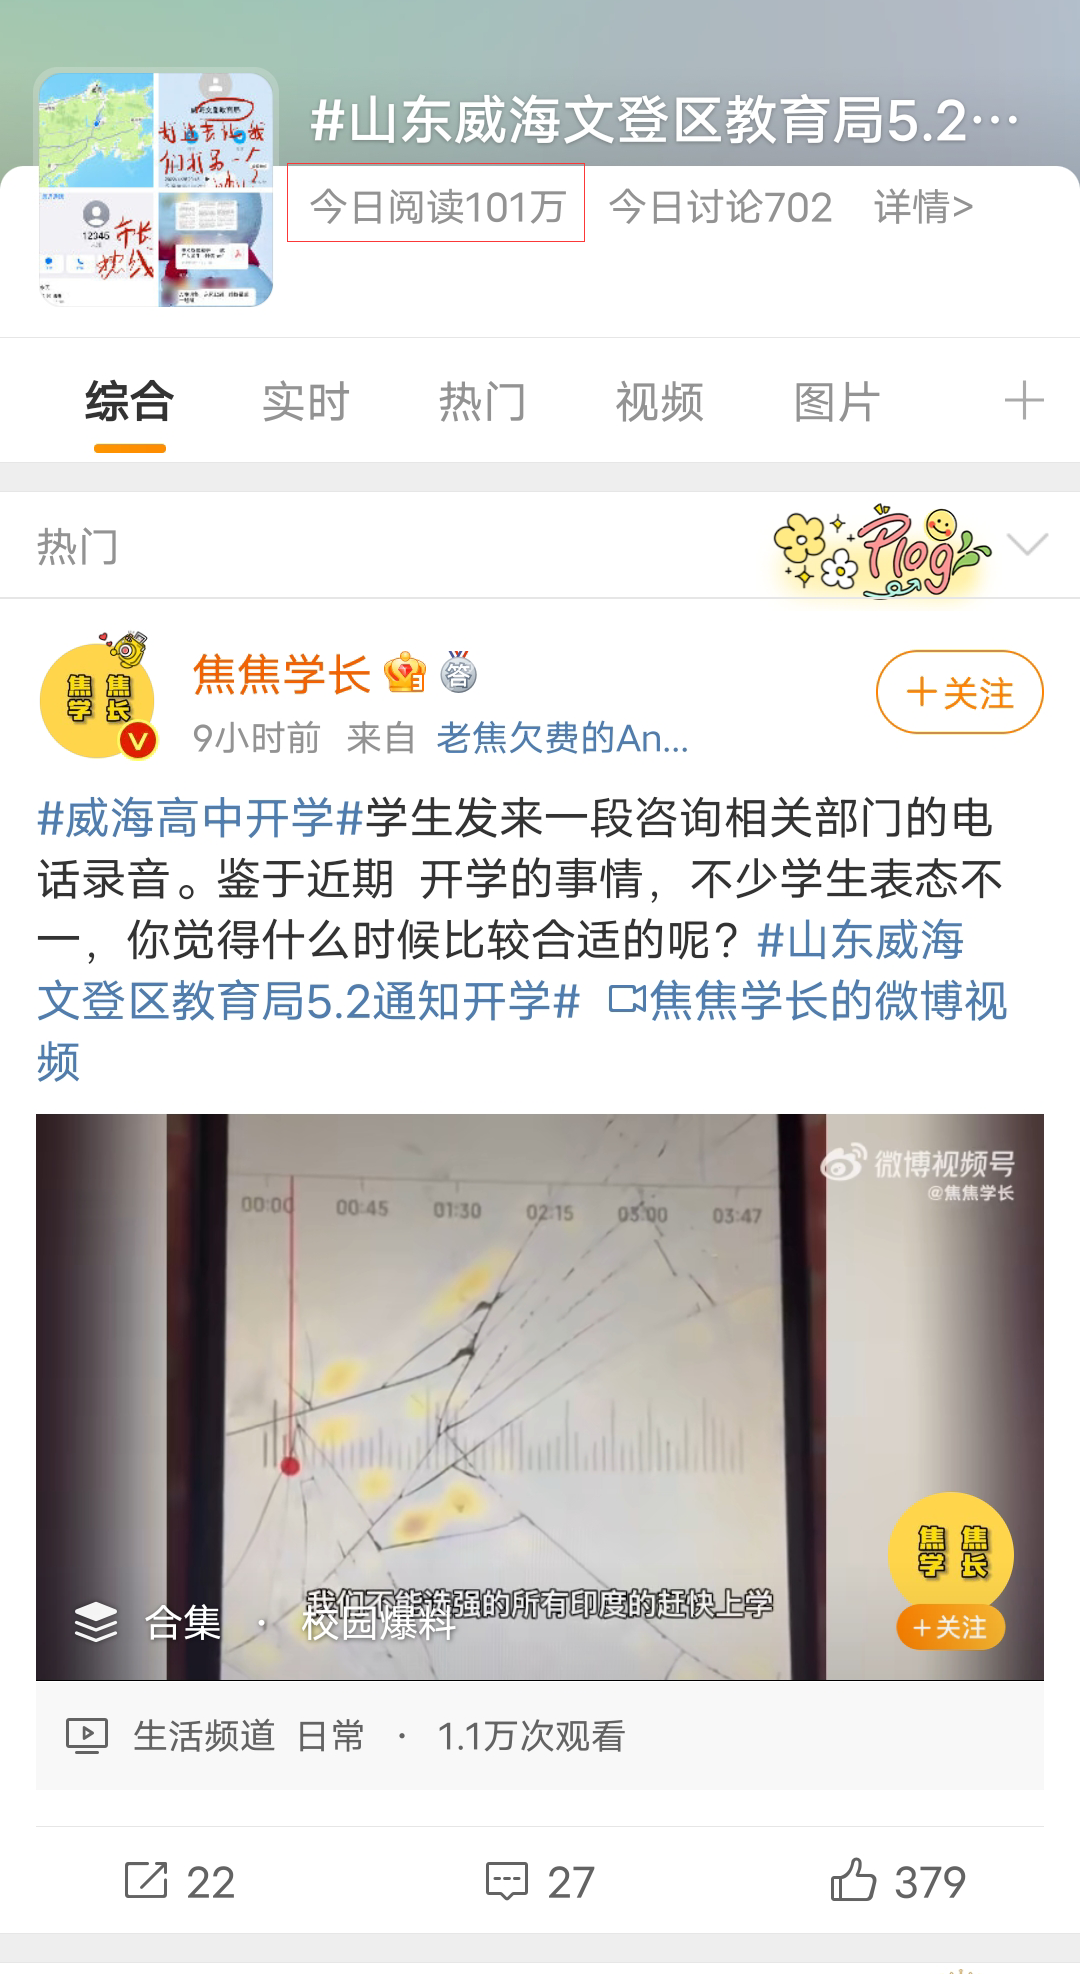 #山东威海文登区教育局5.2···
今日阅读101万 今日讨论702 详情>
12345
市长
热线
综合 实时 热门 视频 图片
热门
Plog
焦焦学长
答
9小时前 来自 老焦欠费的An...
+关注
#威海高中开学#学生发来一段咨询相关部门的电
话录音。鉴于近期 开学的事情，不少学生表态不
一，你觉得什么时候比较合适的呢？#山东威海
文登区教育局5.2通知开学# 焦焦学长的微博视
频
微博视频号
@焦焦学长
00:00 00:45 01:30 02:15 03:00 03:47
我们不能选强的所有印度的赶快上学
合集 · 校园爆料
焦焦
学长
+关注
生活频道 日常 · 1.1万次观看
22 27 379